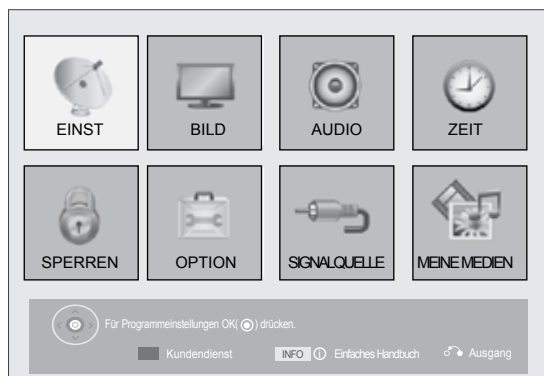 EINST BILD AUDIO ZEIT
SPERREN OPTION SIGNALQUELLE MEINE MEDIEN
Für Programmeinstellungen OK( ) drücken.
Kundendienst INFO i Einfaches Handbuch Ausgang